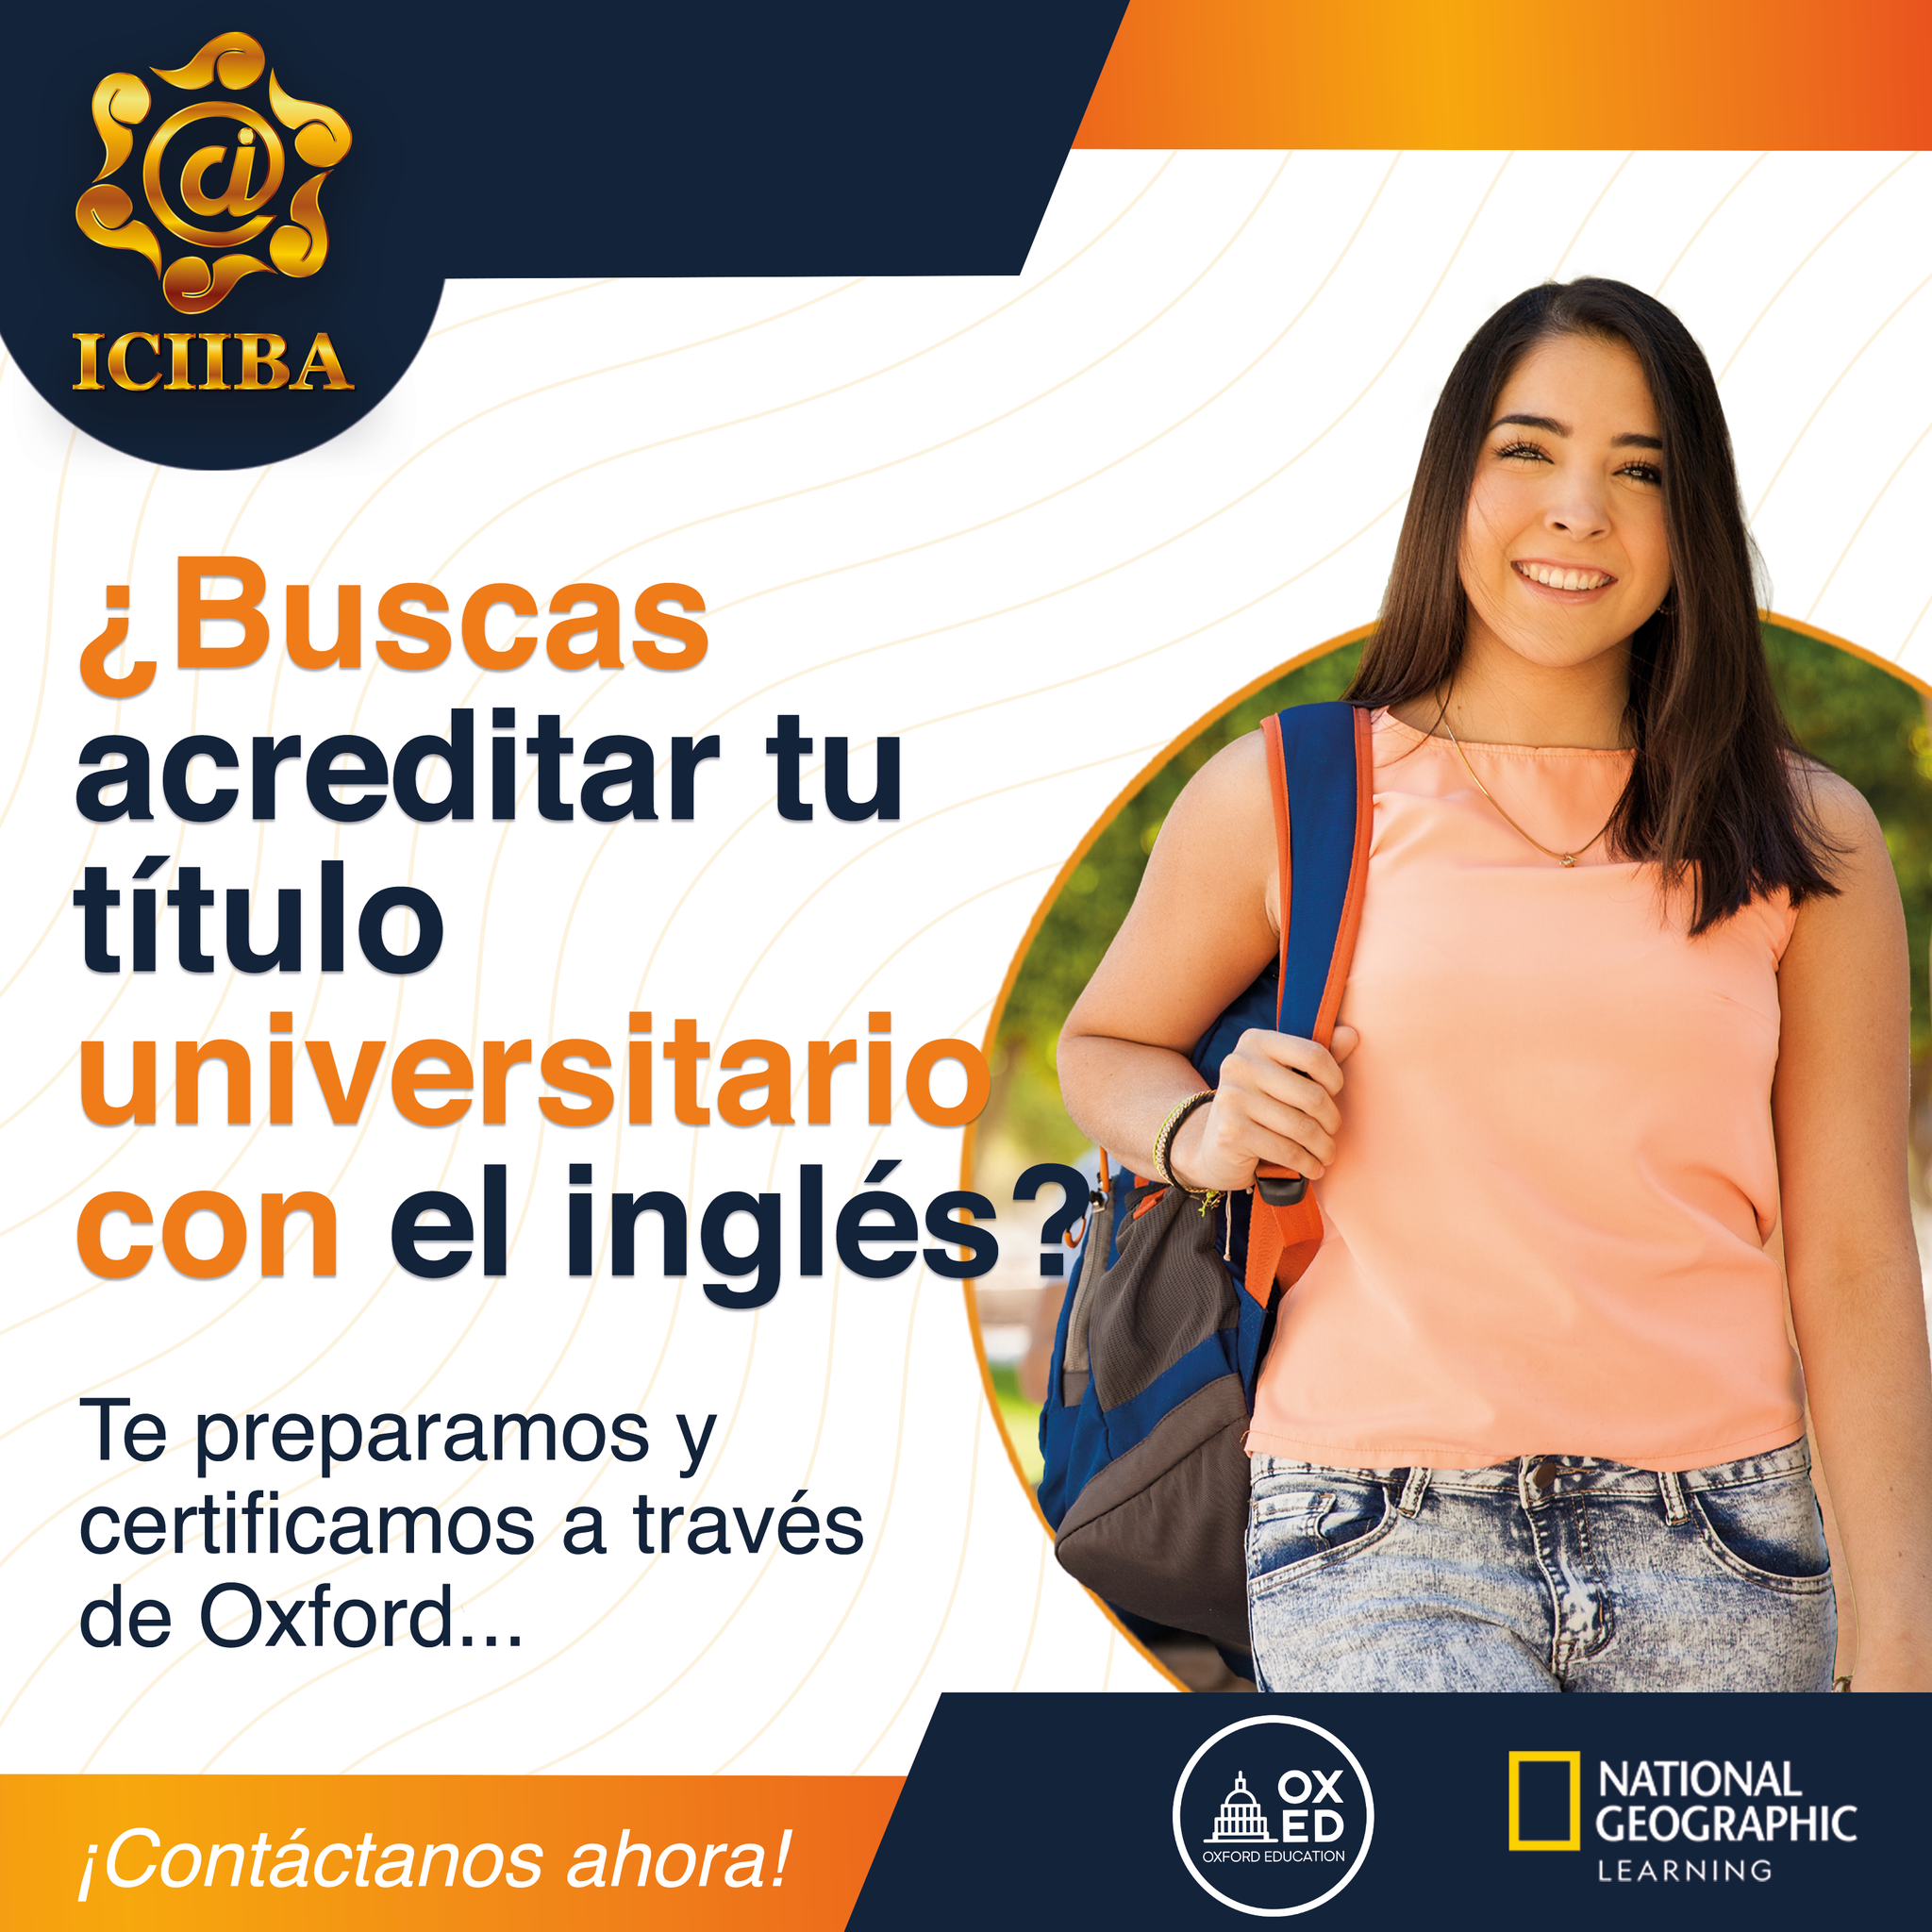 @ci
ICIIBA
¿Buscas
acreditar tu
título
universitario
con el inglés?
Te preparamos y
certificamos a través
de Oxford...
¡Contáctanos ahora!
OX
ED
OXFORD EDUCATION
NATIONAL
GEOGRAPHIC
LEARNING